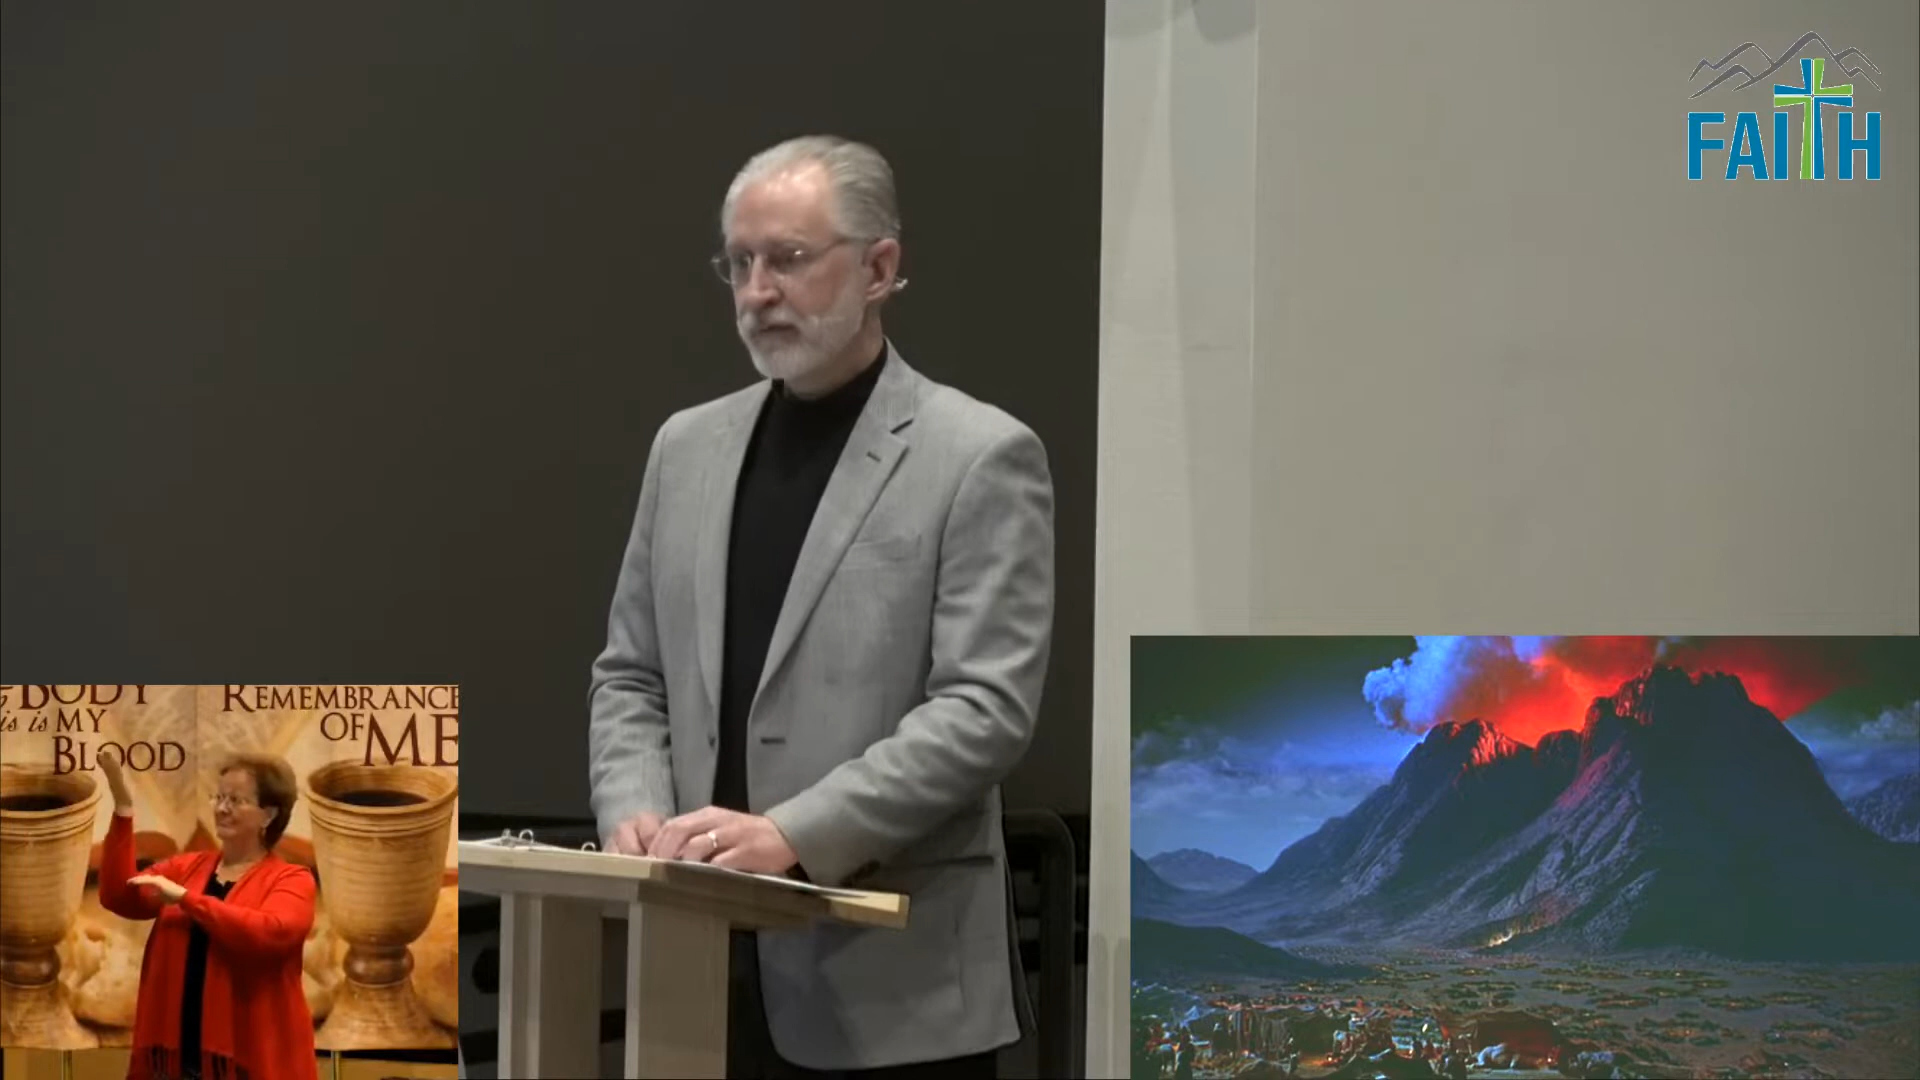 FAITH
BODY
is is MY
BLOOD
REMEMBRANCE
OF ME